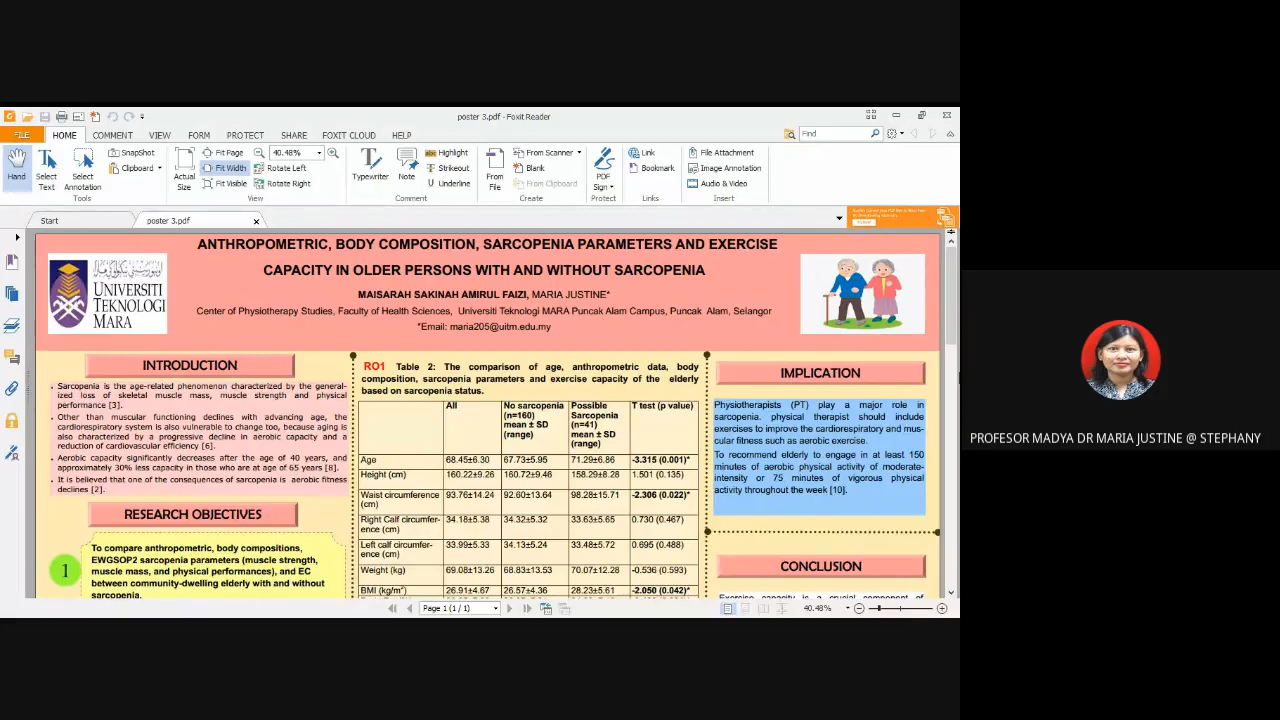 poster 3.pdf - Foxit Reader
FILE HOME COMMENT VIEW FORM PROTECT SHARE FOXIT CLOUD HELP
Find
Hand
Select Text
Select Annotation
SnapShot
Clipboard
Tools
Actual Size
Fit Page
Fit Width
Fit Visible
40.48%
Rotate Left
Rotate Right
View
Typewriter
Note
Highlight
Strikeout
Underline
Comment
From File
From Scanner
Blank
From Clipboard
Create
PDF Sign
Protect
Link
Bookmark
Links
File Attachment
Image Annotation
Audio & Video
Insert
Start
poster 3.pdf
ANTHROPOMETRIC, BODY COMPOSITION, SARCOPENIA PARAMETERS AND EXERCISE
CAPACITY IN OLDER PERSONS WITH AND WITHOUT SARCOPENIA
MAISARAH SAKINAH AMIRUL FAIZI, MARIA JUSTINE*
Center of Physiotherapy Studies, Faculty of Health Sciences, Universiti Teknologi MARA Puncak Alam Campus, Puncak Alam, Selangor
*Email: maria205@uitm.edu.my
UNIVERSITI
TEKNOLOGI
MARA
INTRODUCTION
Sarcopenia is the age-related phenomenon characterized by the general-
ized loss of skeletal muscle mass, muscle strength and physical
performance [3].
Other than muscular functioning declines with advancing age, the
cardiorespiratory system is also vulnerable to change too, because aging is
also characterized by a progressive decline in aerobic capacity and a
reduction of cardiovascular efficiency [6].
Aerobic capacity significantly decreases after the age of 40 years, and
approximately 30% less capacity in those who are at age of 65 years [8].
It is believed that one of the consequences of sarcopenia is aerobic fitness
declines [2].
RESEARCH OBJECTIVES
1
To compare anthropometric, body compositions,
EWGSOP2 sarcopenia parameters (muscle strength,
muscle mass, and physical performances), and EC
between community-dwelling elderly with and without
sarcopenia.
RO1 Table 2: The comparison of age, anthropometric data, body
composition, sarcopenia parameters and exercise capacity of the elderly
based on sarcopenia status.
All
No sarcopenia (n=160) mean ± SD (range)
Possible Sarcopenia (n=41) mean ± SD (range)
T test (p value)
Age 68.45±6.30 67.73±5.95 71.29±6.86 -3.315 (0.001)*
Height (cm) 160.22±9.26 160.72±9.46 158.29±8.28 1.501 (0.135)
Waist circumference (cm) 93.76±14.24 92.60±13.64 98.28±15.71 -2.306 (0.022)*
Right Calf circumfer-ence (cm) 34.18±5.38 34.32±5.32 33.63±5.65 0.730 (0.467)
Left calf circumfer-ence (cm) 33.99±5.33 34.13±5.24 33.48±5.72 0.695 (0.488)
Weight (kg) 69.08±13.26 68.83±13.53 70.07±12.28 -0.536 (0.593)
BMI (kg/m²) 26.91±4.67 26.57±4.36 28.23±5.61 -2.050 (0.042)*
IMPLICATION
Physiotherapists (PT) play a major role in
sarcopenia. physical therapist should include
exercises to improve the cardiorespiratory and mus-
cular fitness such as aerobic exercise.
To recommend elderly to engage in at least 150
minutes of aerobic physical activity of moderate-
intensity or 75 minutes of vigorous physical
activity throughout the week [10].
CONCLUSION
Exercise capacity is a crucial component of
Page 1 (1 / 1)
40.48%
PROFESOR MADYA DR MARIA JUSTINE @ STEPHANY